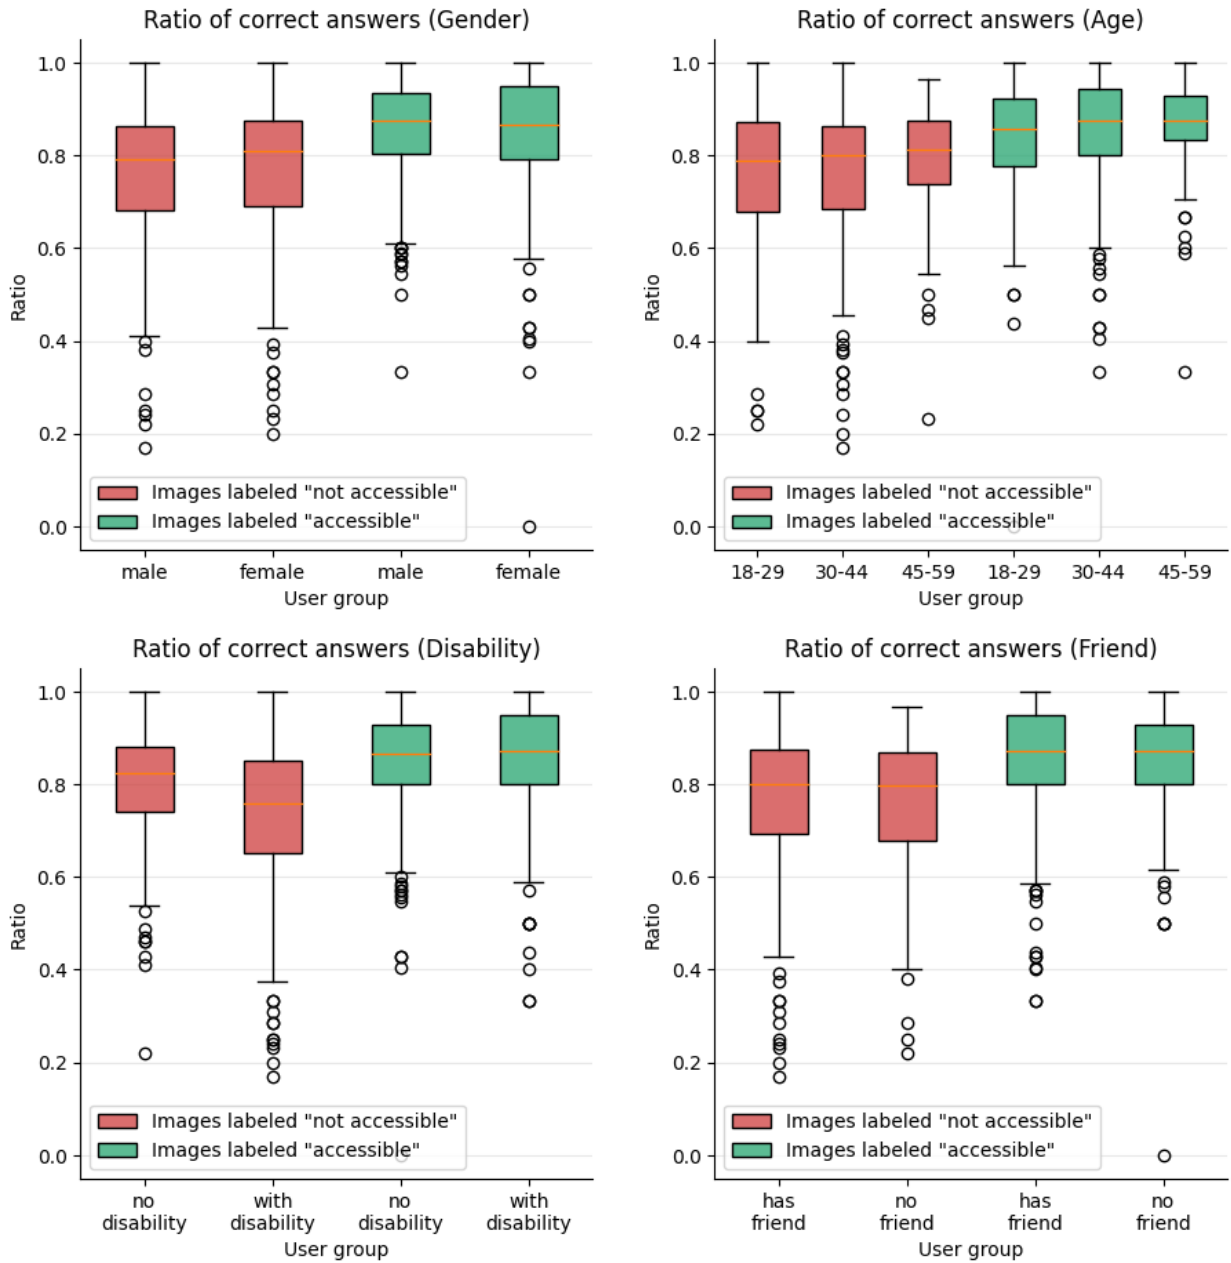 Ratio of correct answers (Gender)
1.0
0.8
0.6
0.4
0.2
0.0
Ratio
Images labeled "not accessible"
Images labeled "accessible"
male female male female
User group
Ratio of correct answers (Age)
1.0
0.8
0.6
0.4
0.2
0.0
Ratio
Images labeled "not accessible"
Images labeled "accessible"
18-29 30-44 45-59 18-29 30-44 45-59
User group
Ratio of correct answers (Disability)
1.0
0.8
0.6
0.4
0.2
0.0
Ratio
Images labeled "not accessible"
Images labeled "accessible"
no with no with
disability disability disability disability
User group
Ratio of correct answers (Friend)
1.0
0.8
0.6
0.4
0.2
0.0
Ratio
Images labeled "not accessible"
Images labeled "accessible"
has no has no
friend friend friend friend
User group